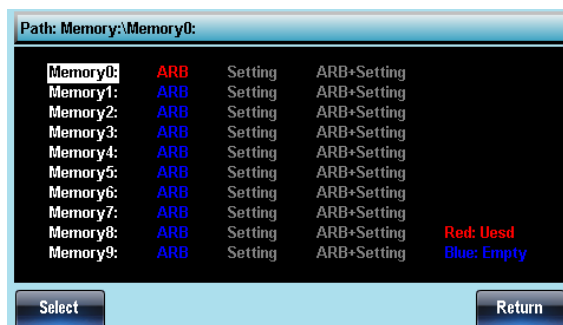 Path: Memory:\Memory0:
Memory0: ARB Setting ARB+Setting
Memory1: ARB Setting ARB+Setting
Memory2: ARB Setting ARB+Setting
Memory3: ARB Setting ARB+Setting
Memory4: ARB Setting ARB+Setting
Memory5: ARB Setting ARB+Setting
Memory6: ARB Setting ARB+Setting
Memory7: ARB Setting ARB+Setting
Memory8: ARB Setting ARB+Setting Red: Uesd
Memory9: ARB Setting ARB+Setting Blue: Empty
Select Return